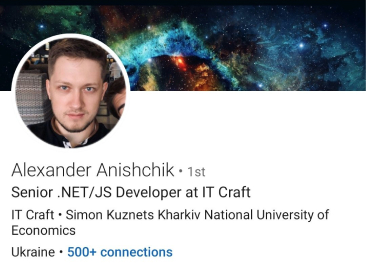 Alexander Anishchik • 1st
Senior .NET/JS Developer at IT Craft
IT Craft • Simon Kuznets Kharkiv National University of
Economics
Ukraine • 500+ connections